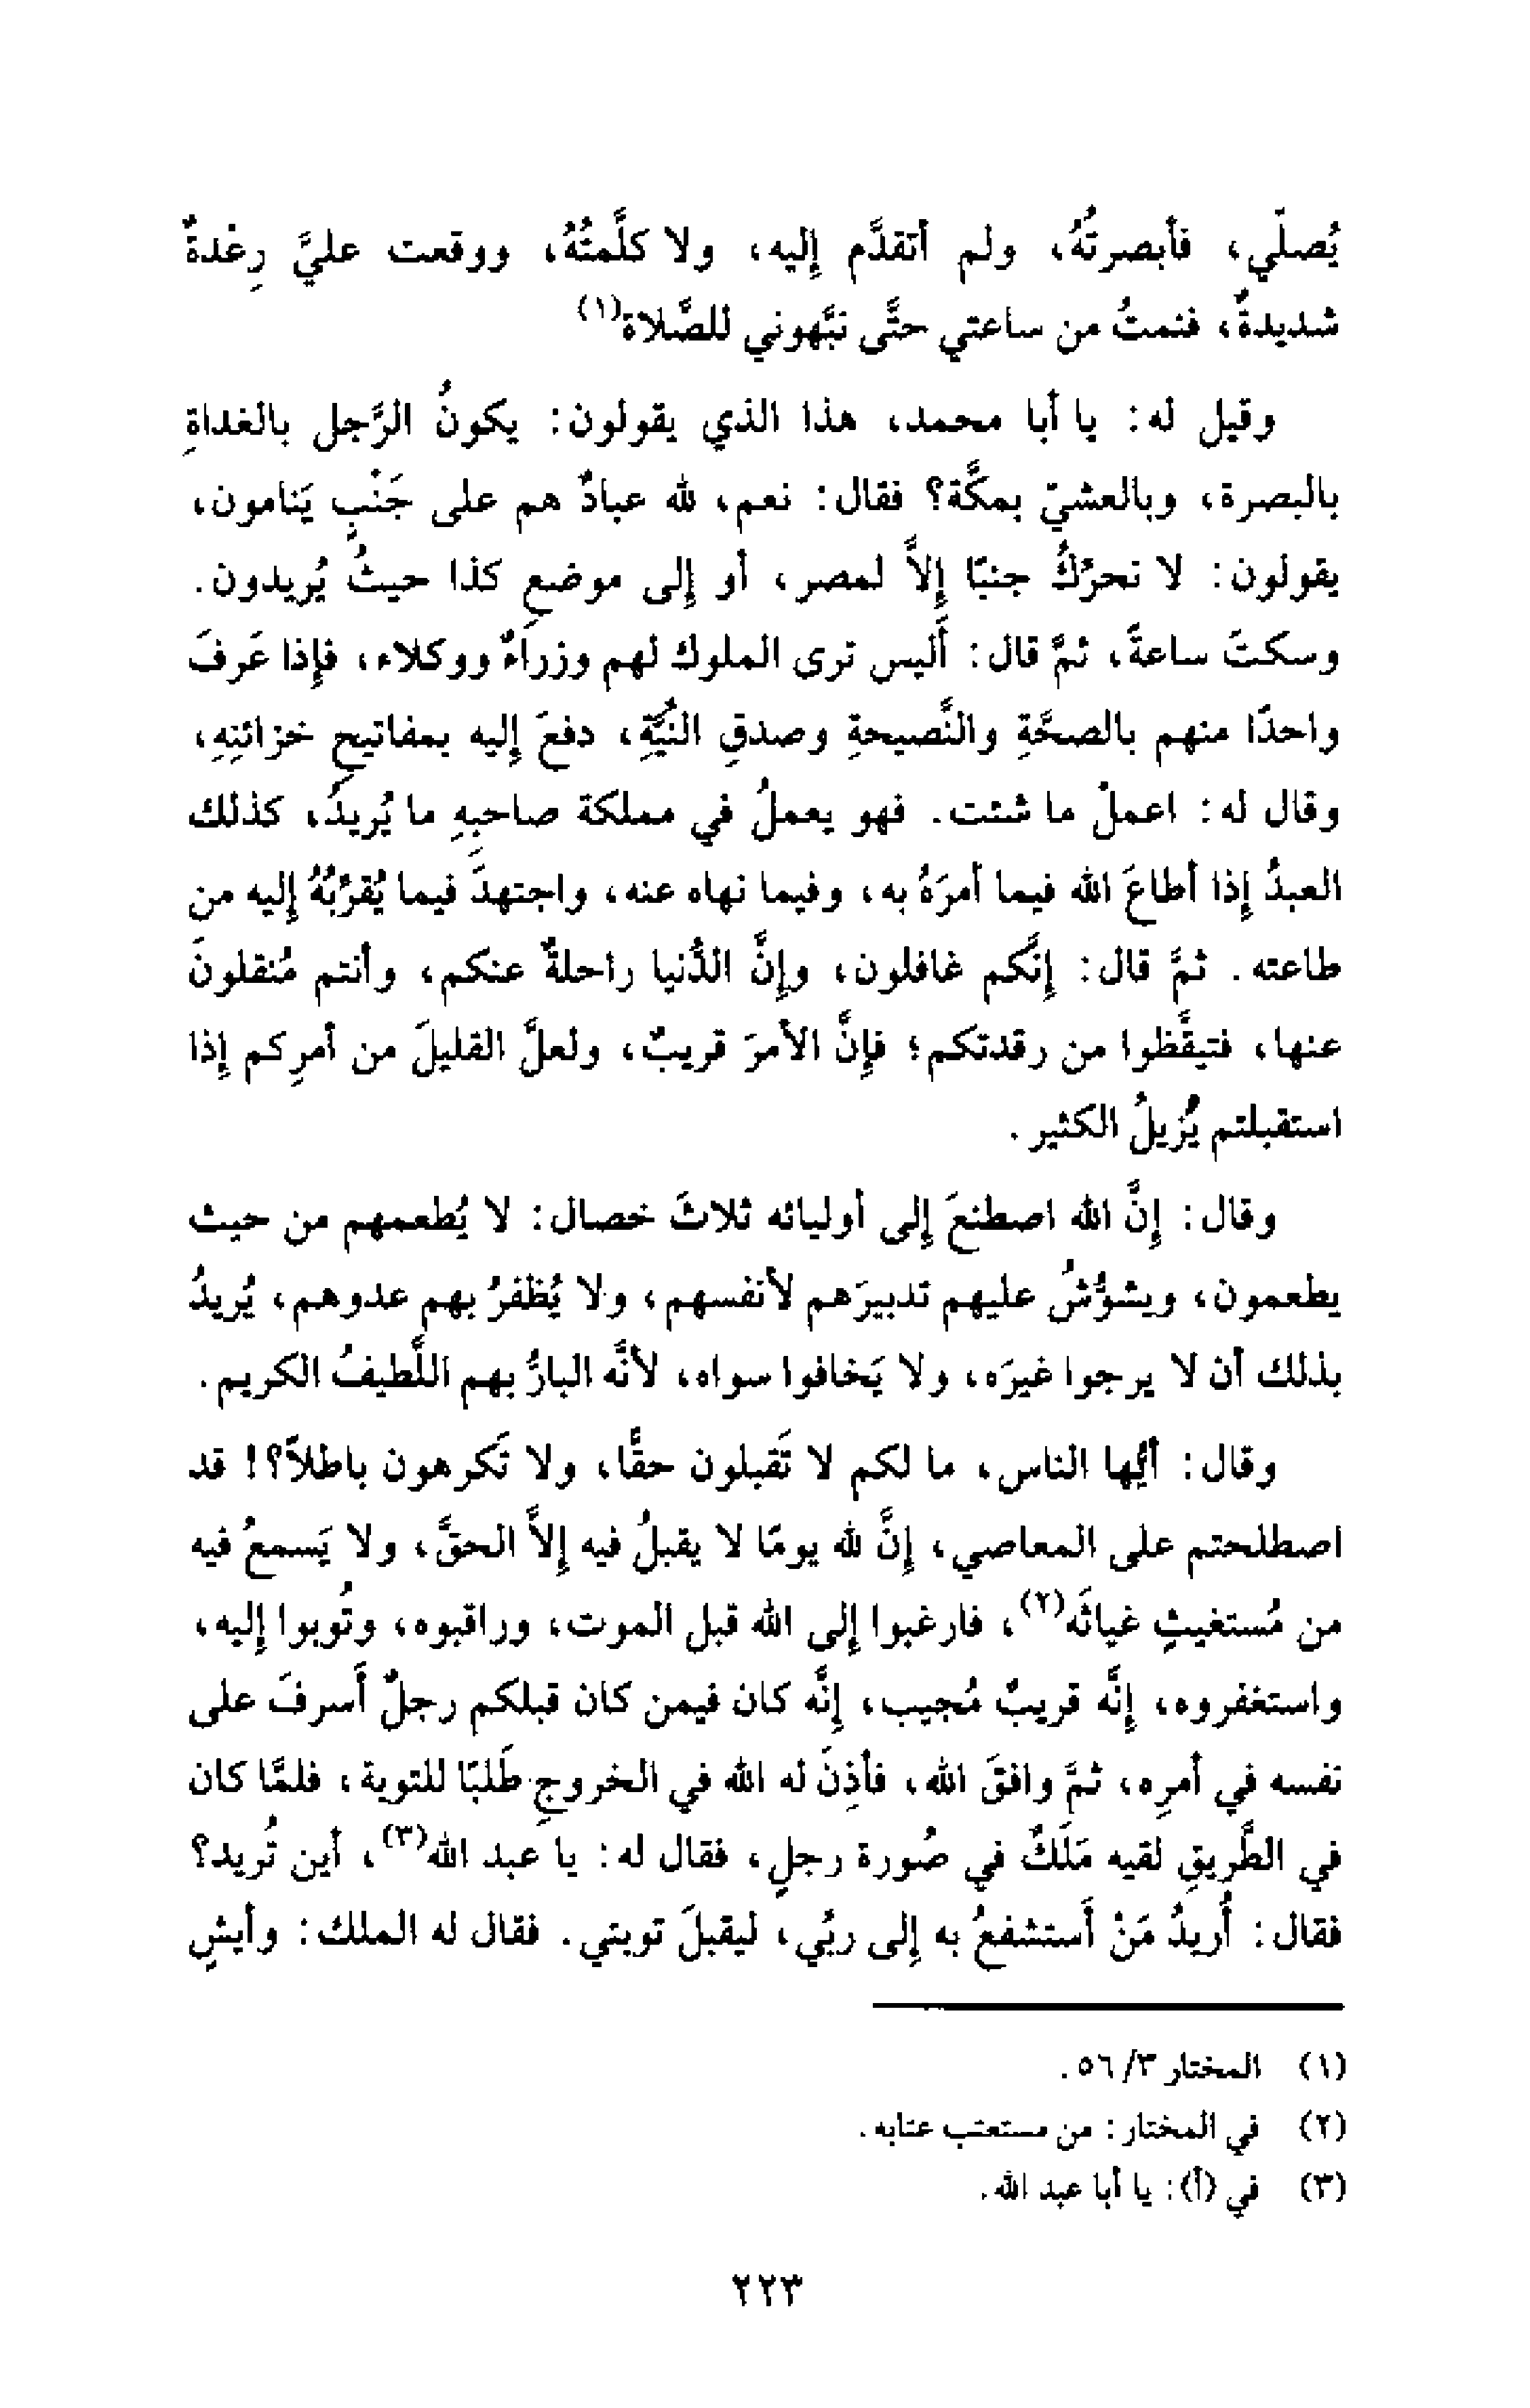 يُصلّي، فأبصرتُهُ، ولم أتقدَّم إليه، ولا كلَّمتُهُ، ووقعت عليَّ رِعْدةٌ
شديدةٌ، فنمتُ من ساعتي حتَّى نبَّهوني للصَّلاة(١)
وقيل له: يا أبا محمد، هذا الذي يقولون: يكونُ الرَّجل بالغداةِ
بالبصرة، وبالعشيّ بمكَّة؟ فقال: نعم، لله عبادٌ هم على جَنْبٍ يَنامون،
يقولون: لا نحرّكُ جنبًا إلاَّ لمصر، أو إلى موضعِ كذا حيثُ يُريدون.
وسكتَ ساعةً، ثمَّ قال: أَليس ترى الملوك لهم وزراءٌ ووكلاء، فإذا عَرفَ
واحدًا منهم بالصحَّةِ والنَّصيحةِ وصدقِ النيَّةِ، دفعَ إليه بمفاتيحِ خزائنِهِ،
وقال له: اعملْ ما شئت. فهو يعملُ في مملكة صاحبِهِ ما يُريدُ، كذلك
العبدُ إذا أطاعَ الله فيما أمرَهُ به، وفيما نهاه عنه، واجتهدَ فيما يُقرّبُهُ إليه من
طاعته. ثمَّ قال: إنَّكم غافلون، وإنَّ الدُّنيا راحلةٌ عنكم، وأنتم مُنقلونَ
عنها، فتيقَّظوا من رقدتكم؛ فإنَّ الأمرَ قريبٌ، ولعلَّ القليلَ من أمرِكم إذا
استقبلتم يُزيلُ الكثير.
وقال: إنَّ الله اصطنعَ إلى أوليائه ثلاثَ خصال: لا يُطعمهم من حيث
يطعمون، ويشوّشُ عليهم تدبيرَهم لأنفسهم، ولا يُظفرُ بهم عدوهم، يُريدُ
بذلك أن لا يرجوا غيرَه، ولا يَخافوا سواه، لأنَّه البارُّ بهم اللَّطيفُ الكريم.
وقال: أيُّها الناس، ما لكم لا تَقبلون حقًّا، ولا تَكرهون باطلاً؟! قد
اصطلحتم على المعاصي، إنَّ لله يومًا لا يقبلُ فيه إلاَّ الحقَّ، ولا يَسمعُ فيه
من مُستغيثٍ غياثَه(٢)، فارغبوا إلى الله قبل الموت، وراقبوه، وتُوبوا إليه،
واستغفروه، إنَّه قريبٌ مُجيب، إنَّه كان فيمن كان قبلكم رجلٌ أَسرفَ على
نفسه في أمرِه، ثمَّ وافقَ الله، فأذِنَ له الله في الخروجِ طَلبًا للتوبة، فلمَّا كان
في الطَّريقِ لقيه مَلَكٌ في صُورة رجلٍ، فقال له: يا عبد الله(٣)، أين تُريد؟
فقال: أُريدُ مَنْ أَستشفعُ به إلى ربّي، ليقبلَ توبتي. فقال له الملك: وأيشٍ
(١) المختار ٣/ ٥٦.
(٢) في المختار: من مستعتب عتابه.
(٣) في (أ): يا أبا عبد الله.
٢٢٣